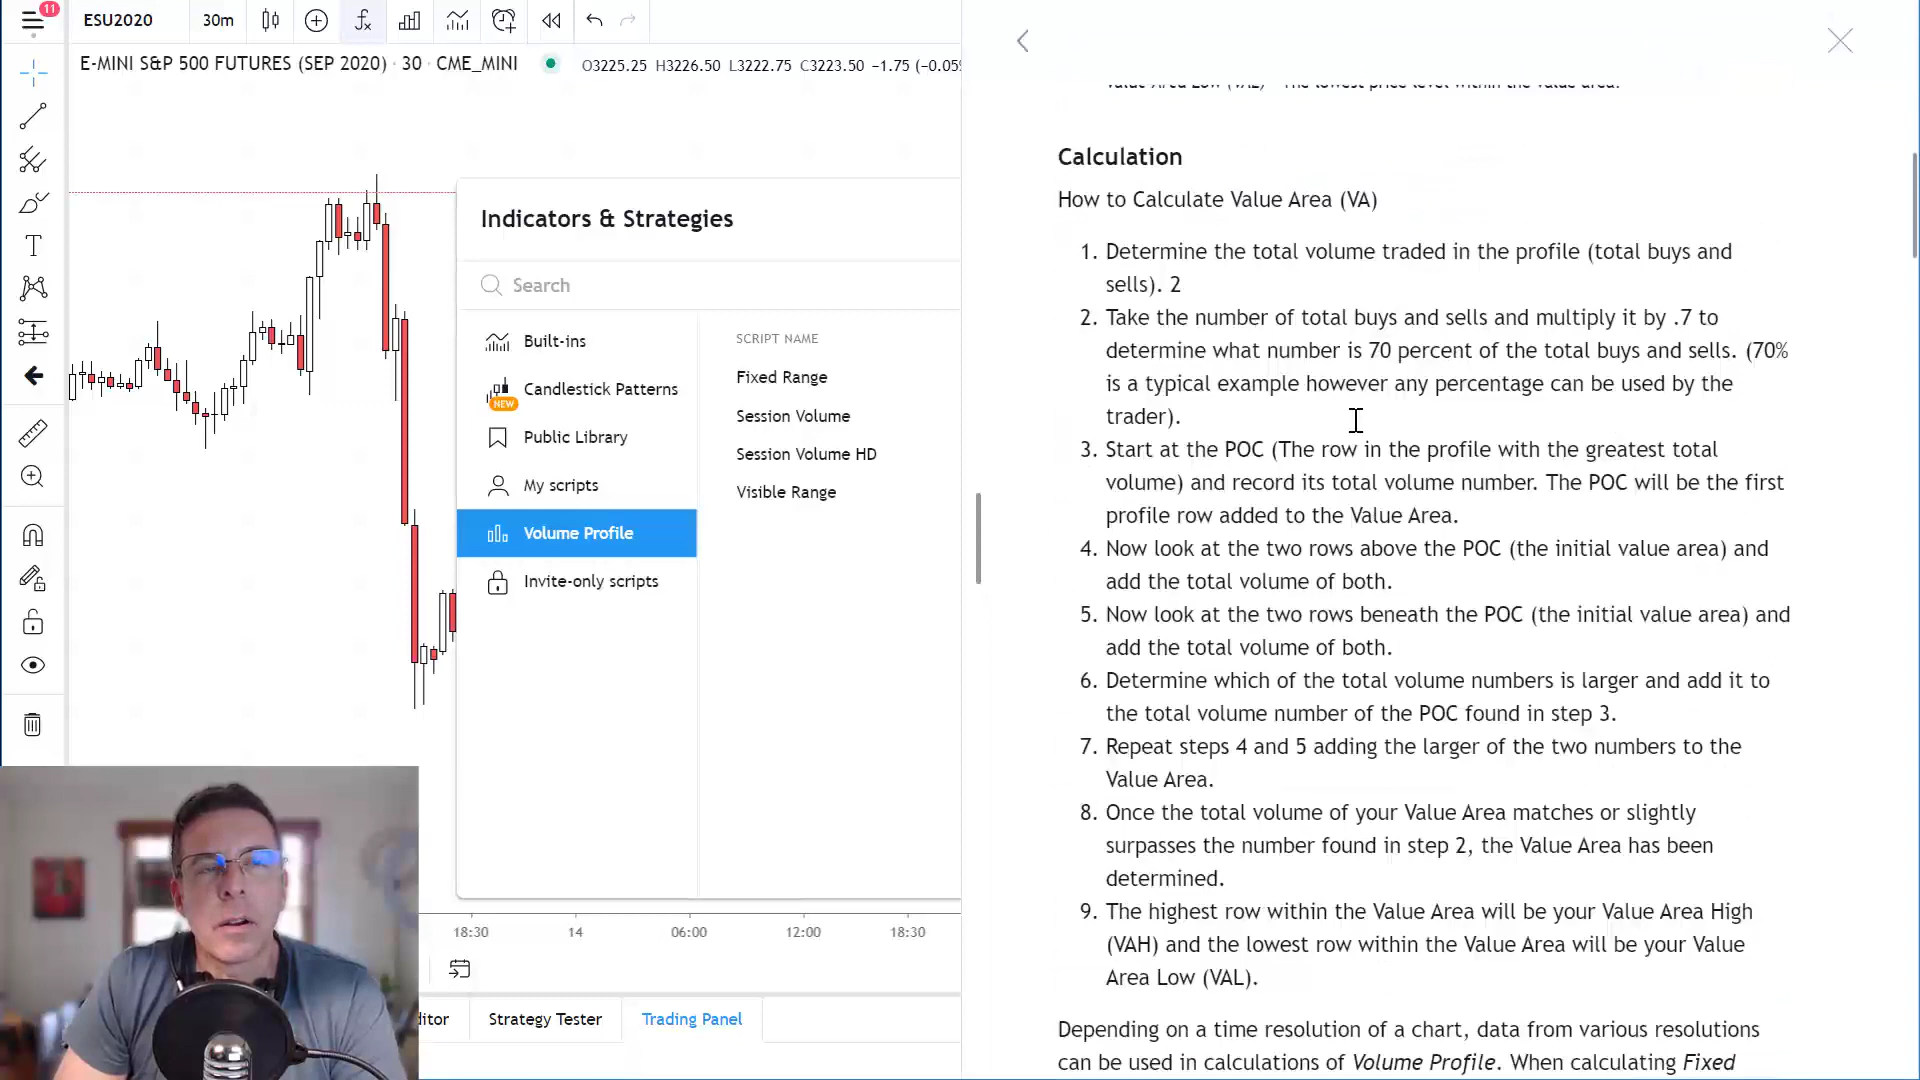 11
ESU2020
30m
E-MINI S&P 500 FUTURES (SEP 2020) · 30 · CME_MINI
O3225.25 H3226.50 L3222.75 C3223.50 −1.75 (−0.05
Indicators & Strategies
Search
Built-ins
Candlestick Patterns
NEW
Public Library
My scripts
Volume Profile
Invite-only scripts
SCRIPT NAME
Fixed Range
Session Volume
Session Volume HD
Visible Range
18:30
14
06:00
12:00
18:30
itor
Strategy Tester
Trading Panel
Value Area Low (VAL) - The lowest price level within the value area.
Calculation
How to Calculate Value Area (VA)
1. Determine the total volume traded in the profile (total buys and
sells). 2
2. Take the number of total buys and sells and multiply it by .7 to
determine what number is 70 percent of the total buys and sells. (70%
is a typical example however any percentage can be used by the
trader).
3. Start at the POC (The row in the profile with the greatest total
volume) and record its total volume number. The POC will be the first
profile row added to the Value Area.
4. Now look at the two rows above the POC (the initial value area) and
add the total volume of both.
5. Now look at the two rows beneath the POC (the initial value area) and
add the total volume of both.
6. Determine which of the total volume numbers is larger and add it to
the total volume number of the POC found in step 3.
7. Repeat steps 4 and 5 adding the larger of the two numbers to the
Value Area.
8. Once the total volume of your Value Area matches or slightly
surpasses the number found in step 2, the Value Area has been
determined.
9. The highest row within the Value Area will be your Value Area High
(VAH) and the lowest row within the Value Area will be your Value
Area Low (VAL).
Depending on a time resolution of a chart, data from various resolutions
can be used in calculations of Volume Profile. When calculating Fixed